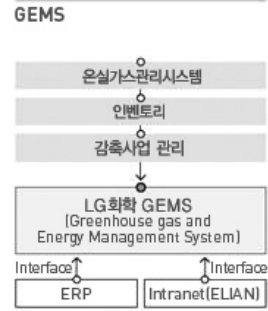 GEMS
온실가스관리시스템
인벤토리
감축사업 관리
LG화학 GEMS
(Greenhouse gas and
Energy Management System)
Interface Interface
ERP Intranet(ELIAN)